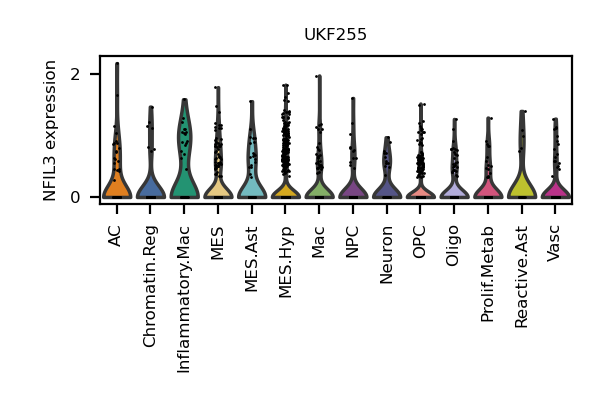 UKF255
NFIL3 expression
2
0
AC
Chromatin.Reg
Inflammatory.Mac
MES
MES.Ast
MES.Hyp
Mac
NPC
Neuron
OPC
Oligo
Prolif.Metab
Reactive.Ast
Vasc